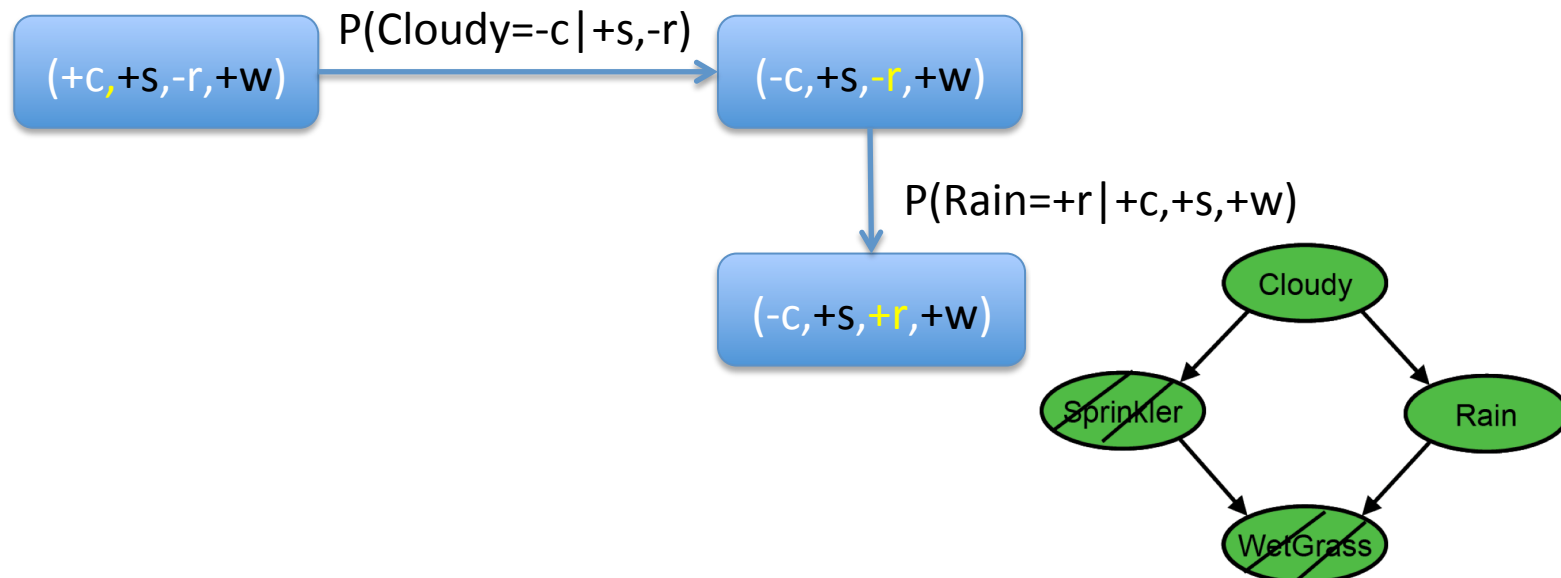 P(Cloudy=-c|+s,-r)
(+c,+s,-r,+w)
(-c,+s,-r,+w)
P(Rain=+r|+c,+s,+w)
(-c,+s,+r,+w)
Cloudy
Sprinkler
Rain
WetGrass